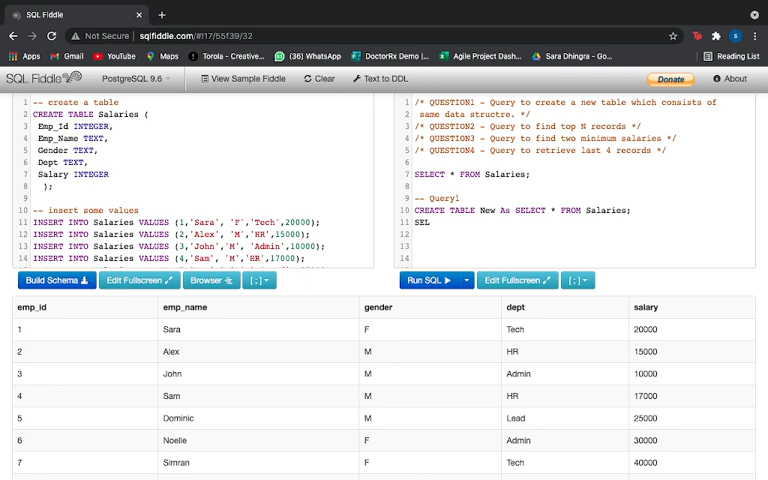 SQL Fiddle
Not Secure | sqlfiddle.com/#!17/55f39/32
Apps Gmail YouTube Maps Torola - Creative... (36) WhatsApp DoctorRx Demo |... Agile Project Dash... Sara Dhingra - Go... Reading List
SQL Fiddle PostgreSQL 9.6 View Sample Fiddle Clear Text to DDL Donate About
1 -- create a table
2 CREATE TABLE Salaries (
3 Emp_Id INTEGER,
4 Emp_Name TEXT,
5 Gender TEXT,
6 Dept TEXT,
7 Salary INTEGER
8 );
9
10 -- insert some values
11 INSERT INTO Salaries VALUES (1,'Sara', 'F','Tech',20000);
12 INSERT INTO Salaries VALUES (2,'Alex', 'M','HR',15000);
13 INSERT INTO Salaries VALUES (3,'John','M', 'Admin',10000);
14 INSERT INTO Salaries VALUES (4,'Sam', 'M','HR',17000);
1 /* QUESTION1 - Query to create a new table which consists of
2 same data structre. */
3 /* QUESTION2 - Query to find top N records */
4 /* QUESTION3 - Query to find two minimum salaries */
5 /* QUESTION4 - Query to retrieve last 4 records */
6
7 SELECT * FROM Salaries;
8
9 -- Query1
10 CREATE TABLE New As SELECT * FROM Salaries;
11 SEL
12
13
14
Build Schema Edit Fullscreen Browser [ ; ]
Run SQL Edit Fullscreen [ ; ]
emp_id emp_name gender dept salary
1 Sara F Tech 20000
2 Alex M HR 15000
3 John M Admin 10000
4 Sam M HR 17000
5 Dominic M Lead 25000
6 Noelle F Admin 30000
7 Simran F Tech 40000